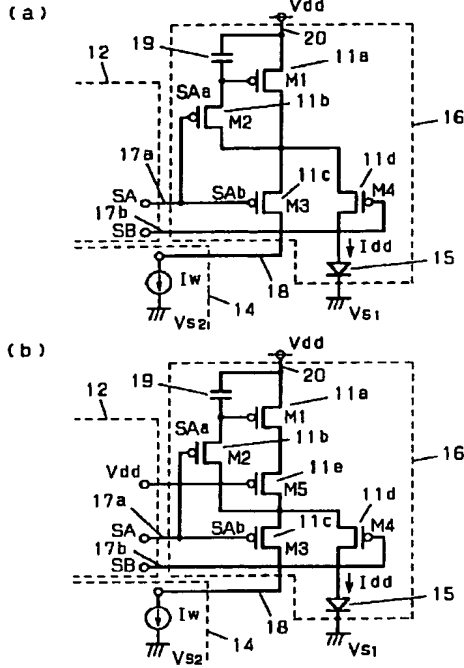 (a)
Vdd
19
20
11a
12
M1
SAa
11b
M2
16
17a
11c
11d
SA
SAb
M4
17b
M3
SB
Idd
15
Iw
18
14
VS2
VS1
(b)
Vdd
19
20
11a
12
M1
SAa
11b
M2
11e
16
Vdd
M5
17a
11c
11d
SA
SAb
M4
17b
M3
SB
Idd
15
Iw
18
14
VS2
VS1